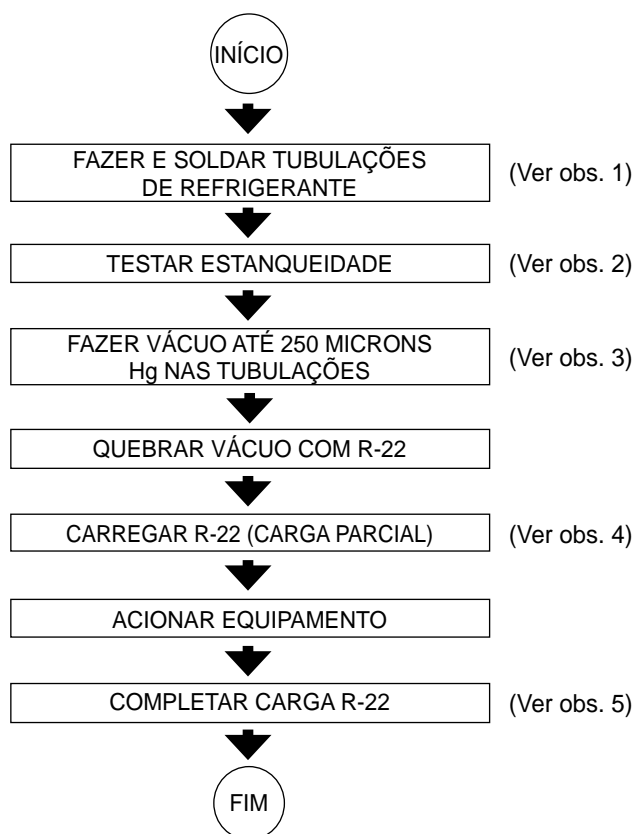 INÍCIO
FAZER E SOLDAR TUBULAÇÕES
DE REFRIGERANTE
(Ver obs. 1)
TESTAR ESTANQUEIDADE
(Ver obs. 2)
FAZER VÁCUO ATÉ 250 MICRONS
Hg NAS TUBULAÇÕES
(Ver obs. 3)
QUEBRAR VÁCUO COM R-22
CARREGAR R-22 (CARGA PARCIAL)
(Ver obs. 4)
ACIONAR EQUIPAMENTO
COMPLETAR CARGA R-22
(Ver obs. 5)
FIM